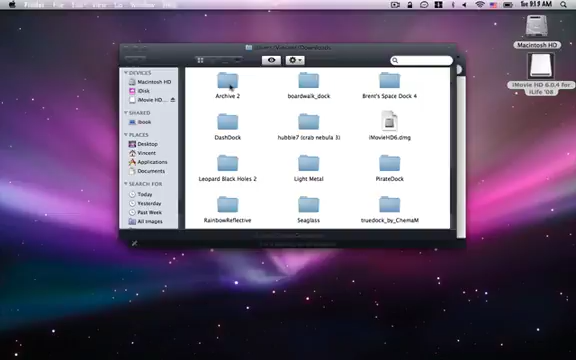 Finder File Edit View Go Window Help
Tue 9:19 AM
Users/Vincent/Downloads
Macintosh HD
iMovie HD 6.0.4 for
iLife '08
DEVICES
Macintosh HD
iDisk
iMovie HD...
SHARED
ibook
PLACES
Desktop
Vincent
Applications
Documents
SEARCH FOR
Today
Yesterday
Past Week
All Images
Archive 2
boardwalk_dock
Brent's Space Dock 4
DashDock
hubble7 (crab nebula 3)
iMovieHD6.dmg
Leopard Black Holes 2
Light Metal
PirateDock
RainbowReflective
Seaglass
truedock_by_ChemaM